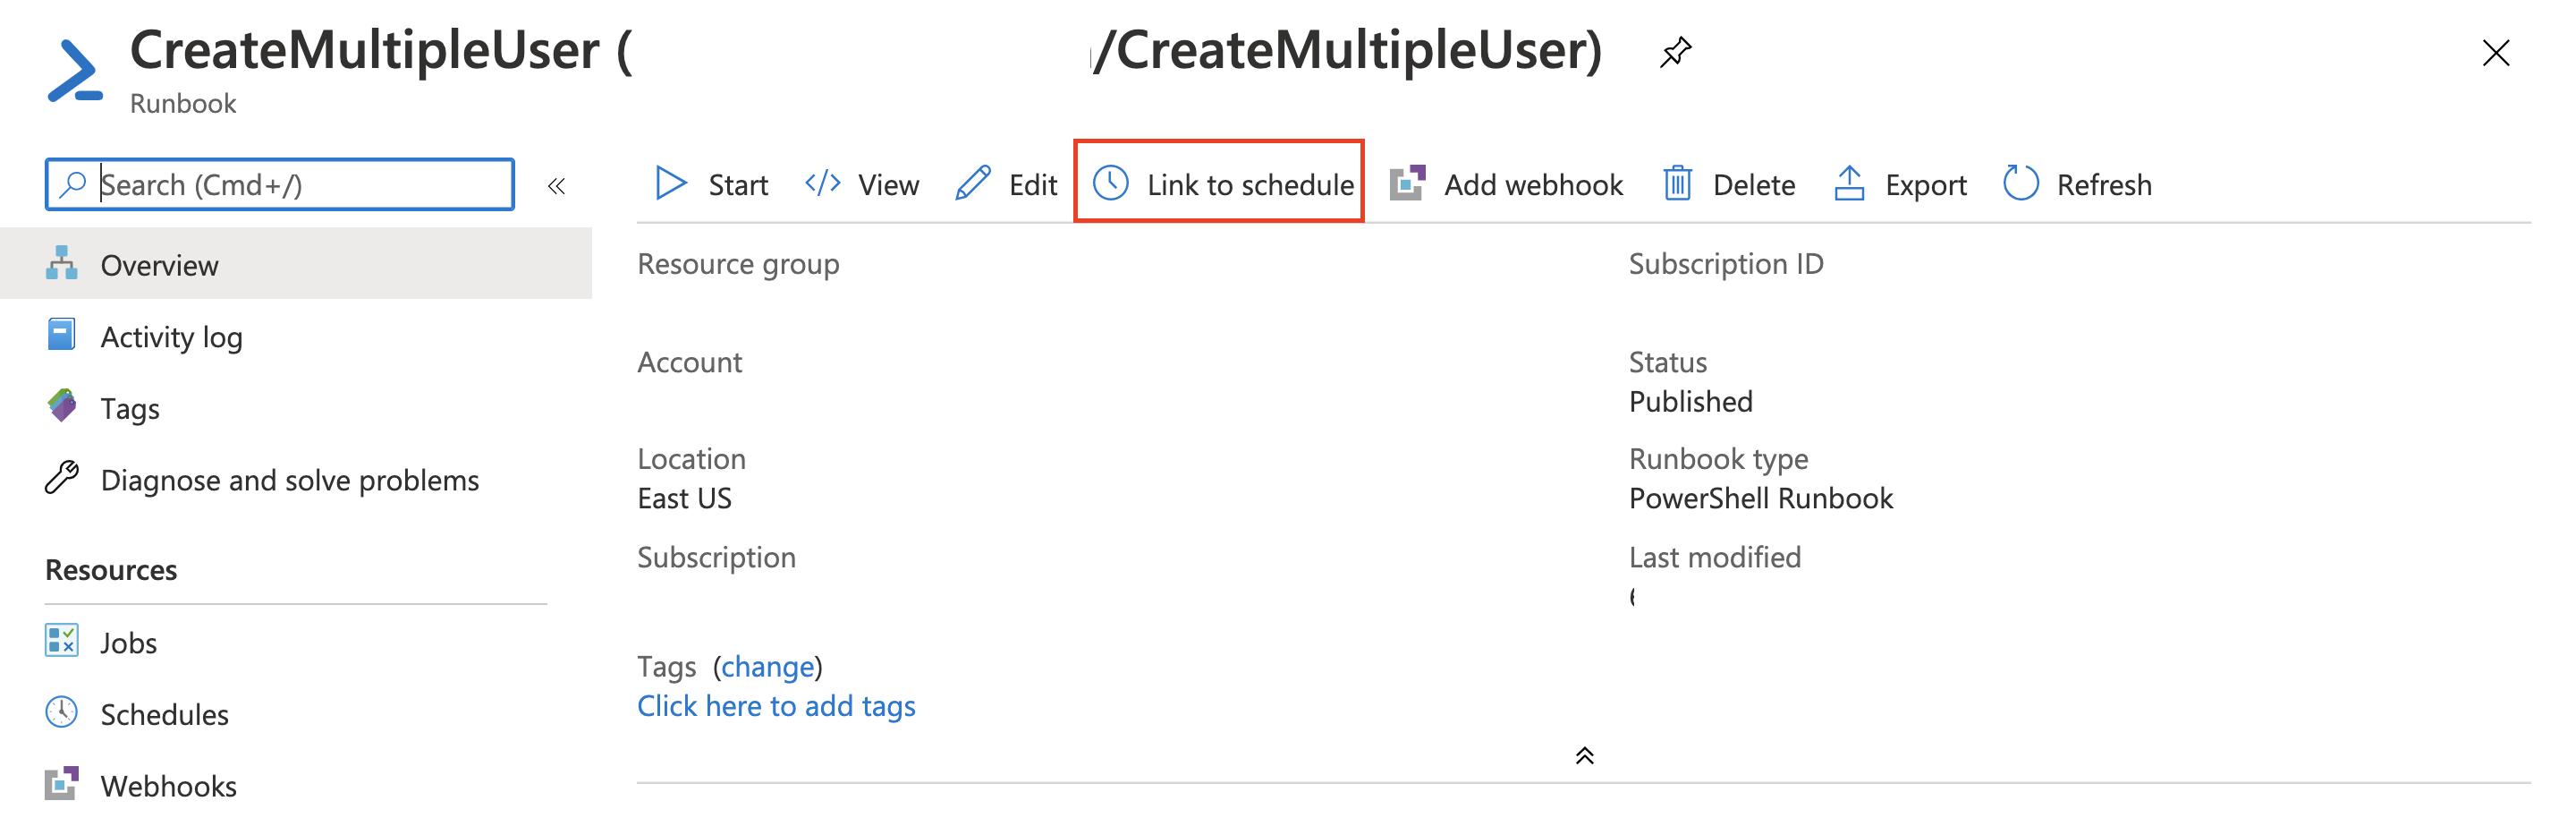 CreateMultipleUser ( /CreateMultipleUser)
Runbook
Search (Cmd+/)
«
Start
View
Edit
Link to schedule
Add webhook
Delete
Export
Refresh
Overview
Activity log
Tags
Diagnose and solve problems
Resources
Jobs
Schedules
Webhooks
Resource group
Account
Location
East US
Subscription
Tags (change)
Click here to add tags
Subscription ID
Status
Published
Runbook type
PowerShell Runbook
Last modified